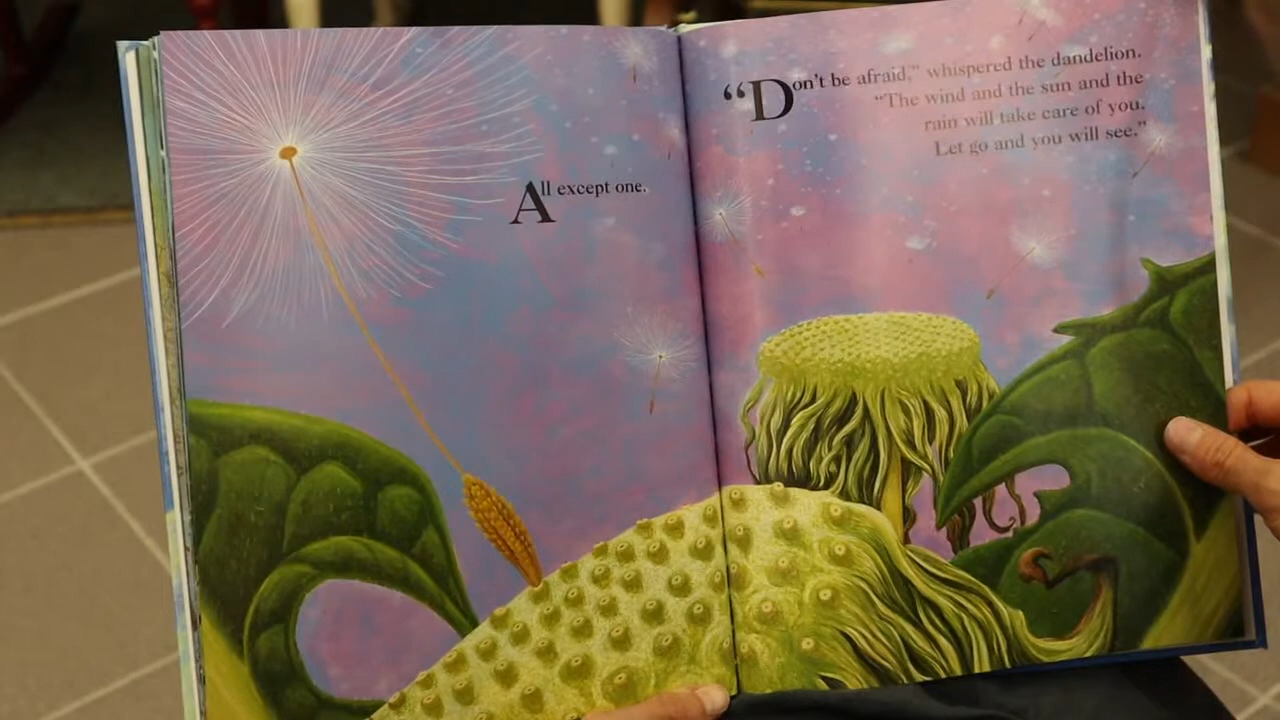 All except one.
“Don't be afraid,” whispered the dandelion.
“The wind and the sun and the
rain will take care of you.
Let go and you will see.”